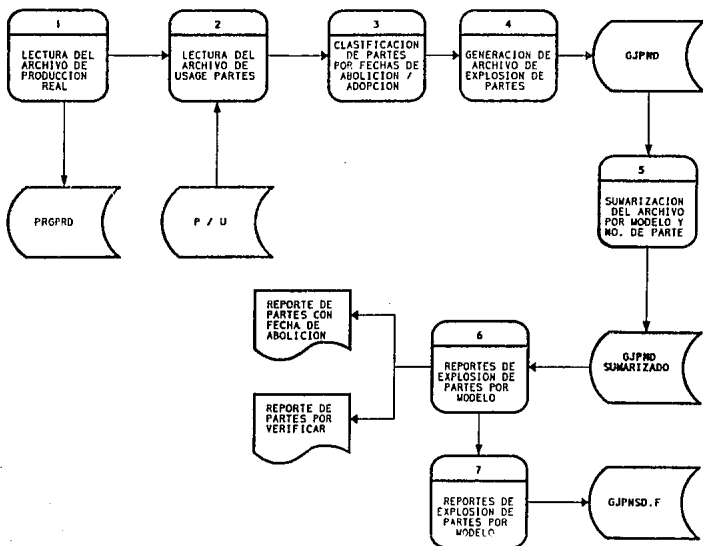 1
LECTURA DEL
ARCHIVO DE
PRODUCCION
REAL
2
LECTURA DEL
ARCHIVO DE
USAGE PARTES
3
CLASIFICACION
DE PARTES
POR FECHAS DE
ABOLICION /
ADOPCION
4
GENERACION DE
ARCHIVO DE
EXPLOSION DE
PARTES
GJPMD
PRGPRD
P / U
5
SUMARIZACION
DEL ARCHIVO
POR MODELO Y
NO. DE PARTE
REPORTE DE
PARTES CON
FECHA DE
ABOLICION
REPORTE DE
PARTES POR
VERIFICAR
6
REPORTES DE
EXPLOSION DE
PARTES POR
MODELO
GJPMD
SUMARIZADO
7
REPORTES DE
EXPLOSION DE
PARTES POR
MODELO
GJPNSD.F